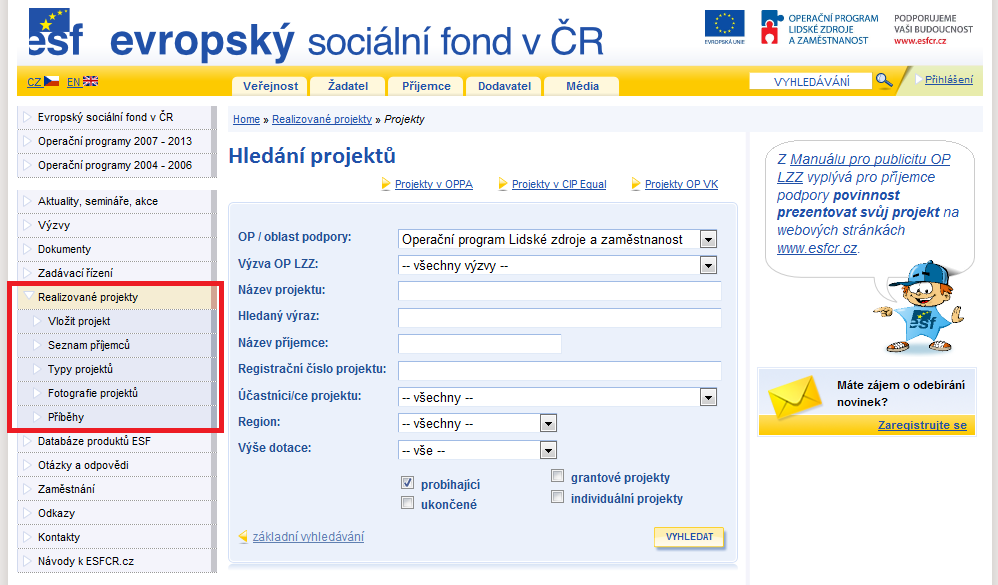 esf evropský sociální fond v ČR
EVROPSKÁ UNIE
OPERAČNÍ PROGRAM
LIDSKÉ ZDROJE
A ZAMĚSTNANOST
PODPORUJEME
VAŠI BUDOUCNOST
www.esfcr.cz
CZ EN
Veřejnost Žadatel Příjemce Dodavatel Média
VYHLEDÁVÁNÍ
Přihlášení
Evropský sociální fond v ČR
Operační programy 2007 - 2013
Operační programy 2004 - 2006
Aktuality, semináře, akce
Výzvy
Dokumenty
Zadávací řízení
Realizované projekty
Vložit projekt
Seznam příjemců
Typy projektů
Fotografie projektů
Příběhy
Databáze produktů ESF
Otázky a odpovědi
Zaměstnání
Odkazy
Kontakty
Návody k ESFCR.cz
Home » Realizované projekty » Projekty
Hledání projektů
Projekty v OPPA Projekty v CIP Equal Projekty OP VK
OP / oblast podpory: Operační program Lidské zdroje a zaměstnanost
Výzva OP LZZ: -- všechny výzvy --
Název projektu:
Hledaný výraz:
Název příjemce:
Registrační číslo projektu:
Účastníci/ce projektu: -- všechny --
Region: -- všechny --
Výše dotace: -- vše --
probíhající grantové projekty
ukončené individuální projekty
základní vyhledávání VYHLEDAT
Z Manuálu pro publicitu OP
LZZ vyplývá pro příjemce
podpory povinnost
prezentovat svůj projekt na
webových stránkách
www.esfcr.cz.
esf
Máte zájem o odebírání
novinek?
Zaregistrujte se